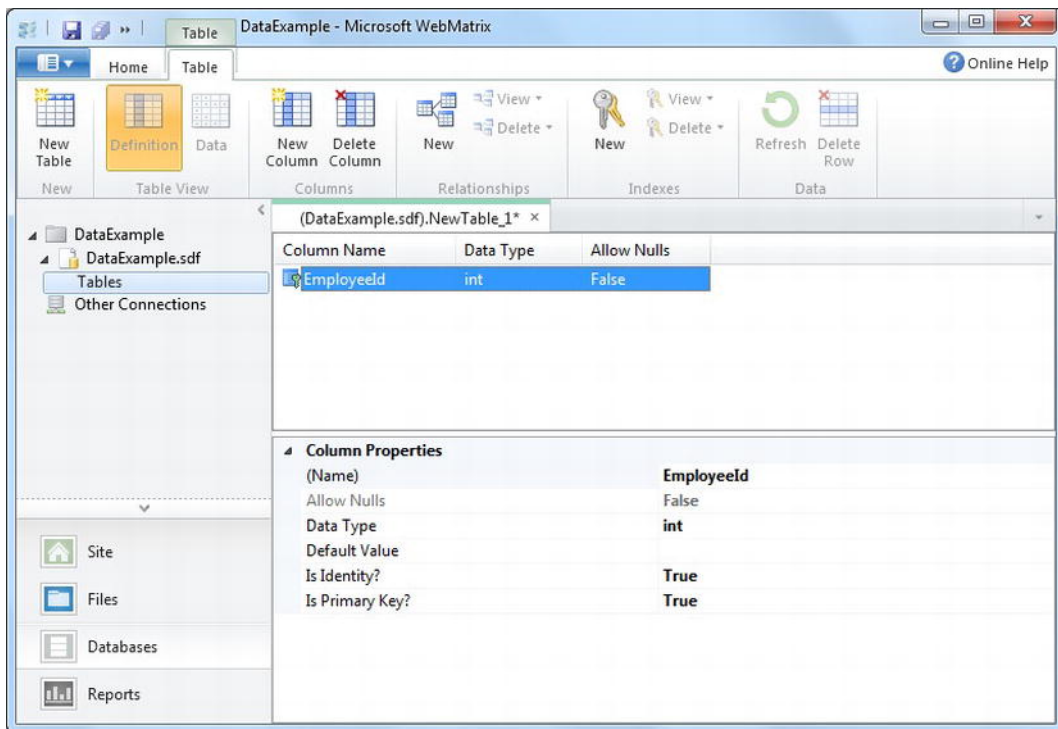 Table DataExample - Microsoft WebMatrix
Home Table Online Help
New Table Definition Data New Column Delete Column New View Delete New View Delete Refresh Delete Row
New Table View Columns Relationships Indexes Data
(DataExample.sdf).NewTable_1*
DataExample
DataExample.sdf
Tables
Other Connections
Column Name Data Type Allow Nulls
EmployeeId int False
Column Properties
(Name) EmployeeId
Allow Nulls False
Data Type int
Default Value
Is Identity? True
Is Primary Key? True
Site
Files
Databases
Reports